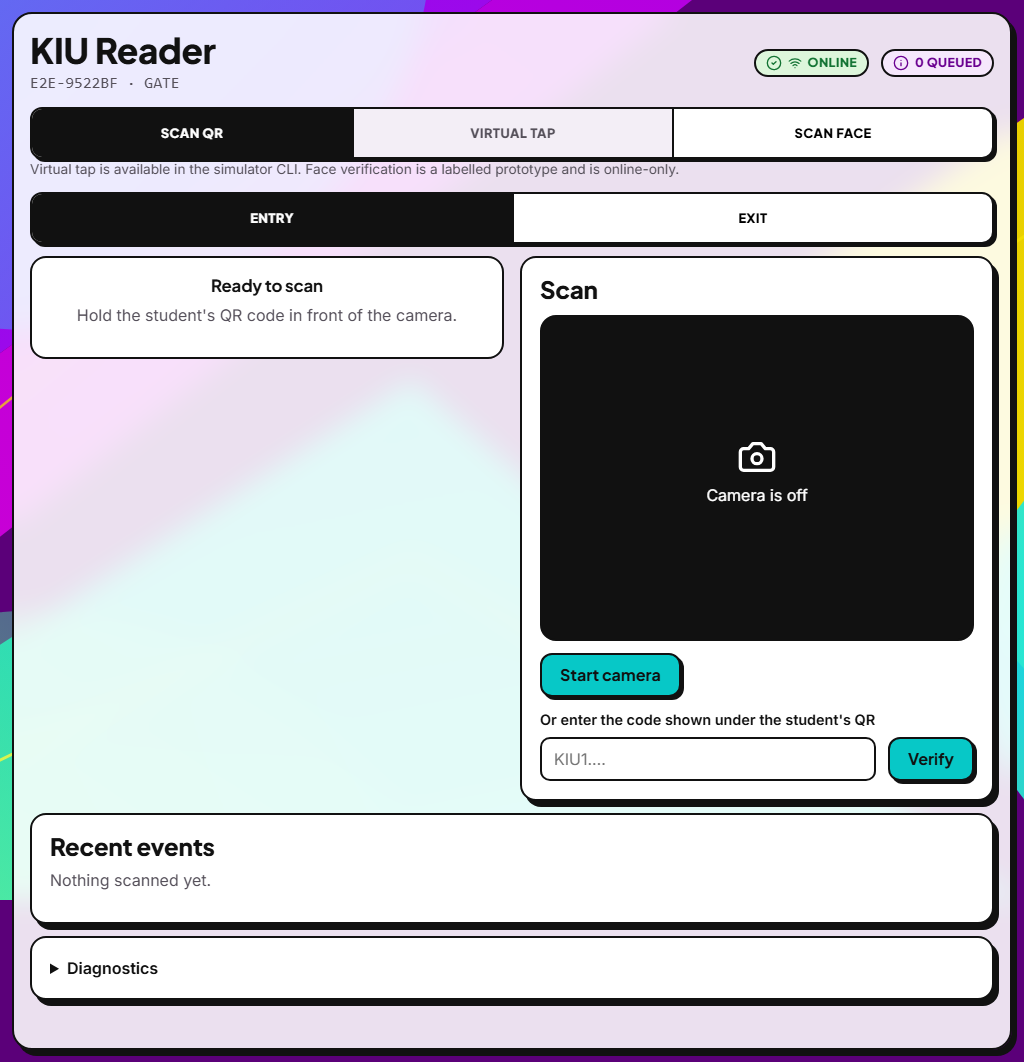 KIU Reader
E2E-9522BF · GATE
ONLINE
0 QUEUED
SCAN QR
VIRTUAL TAP
SCAN FACE
Virtual tap is available in the simulator CLI. Face verification is a labelled prototype and is online-only.
ENTRY
EXIT
Ready to scan
Hold the student's QR code in front of the camera.
Scan
Camera is off
Start camera
Or enter the code shown under the student's QR
KIU1....
Verify
Recent events
Nothing scanned yet.
Diagnostics